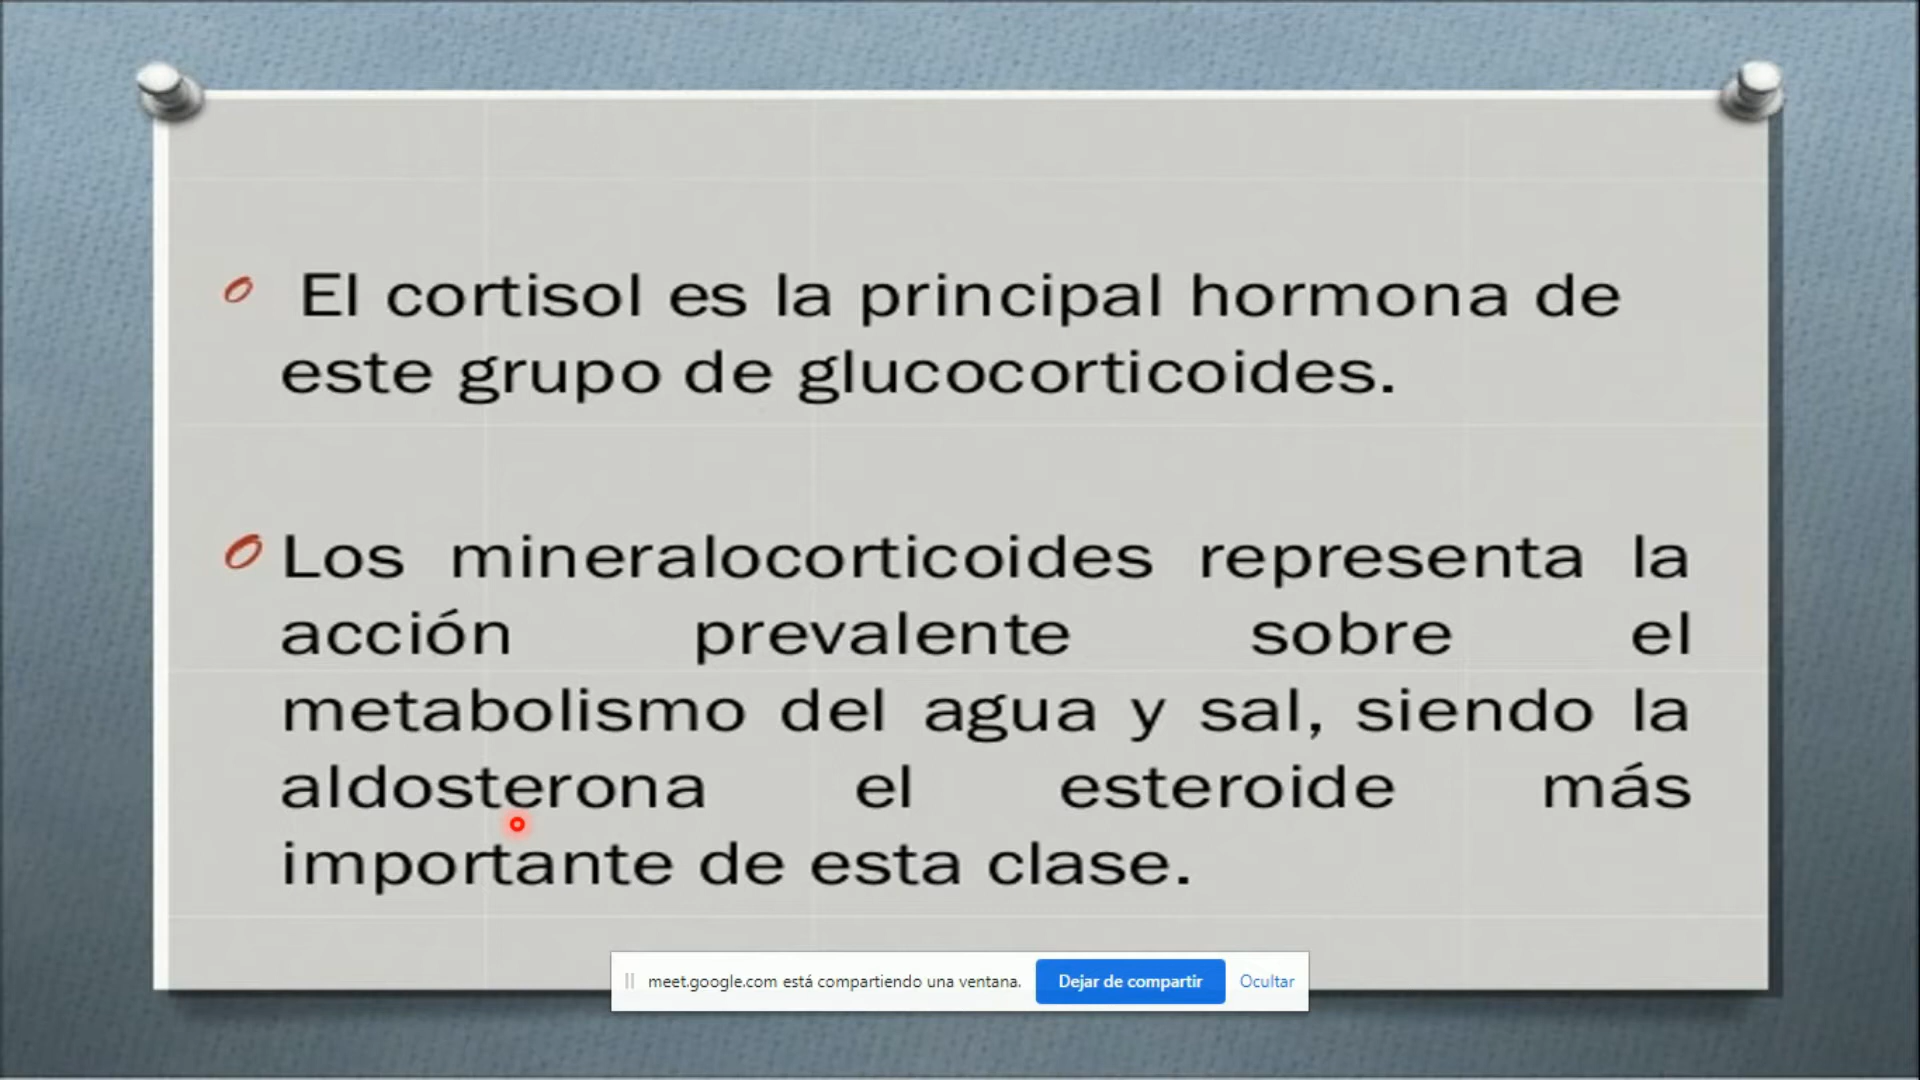 El cortisol es la principal hormona de
este grupo de glucocorticoides.
Los mineralocorticoides representa la
acción prevalente sobre el
metabolismo del agua y sal, siendo la
aldosterona el esteroide más
importante de esta clase.
meet.google.com está compartiendo una ventana. Dejar de compartir Ocultar